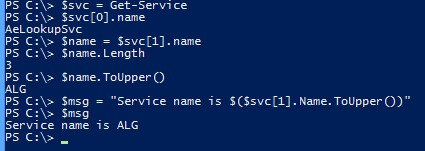 PS C:\> $svc = Get-Service
PS C:\> $svc[0].name
AeLookupSvc
PS C:\> $name = $svc[1].name
PS C:\> $name.Length
3
PS C:\> $name.ToUpper()
ALG
PS C:\> $msg = "Service name is $($svc[1].Name.ToUpper())"
PS C:\> $msg
Service name is ALG
PS C:\> _